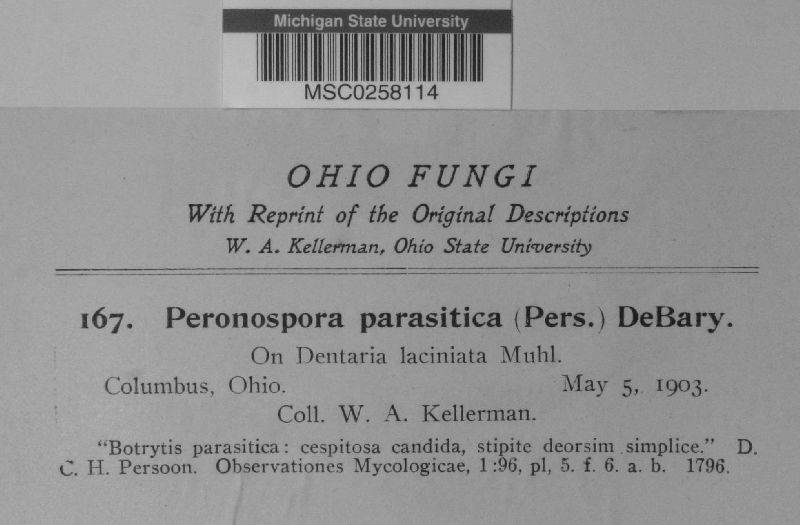 Michigan State University
MSC0258114
OHIO FUNGI
With Reprint of the Original Descriptions
W. A. Kellerman, Ohio State University
167. Peronospora parasitica (Pers.) DeBary.
On Dentaria laciniata Muhl.
Columbus, Ohio. May 5, 1903.
Coll. W. A. Kellerman.
"Botrytis parasitica: cespitosa candida, stipite deorsim simplice." D.
C. H. Persoon. Observationes Mycologicae, 1:96, pl, 5. f. 6. a. b. 1796.